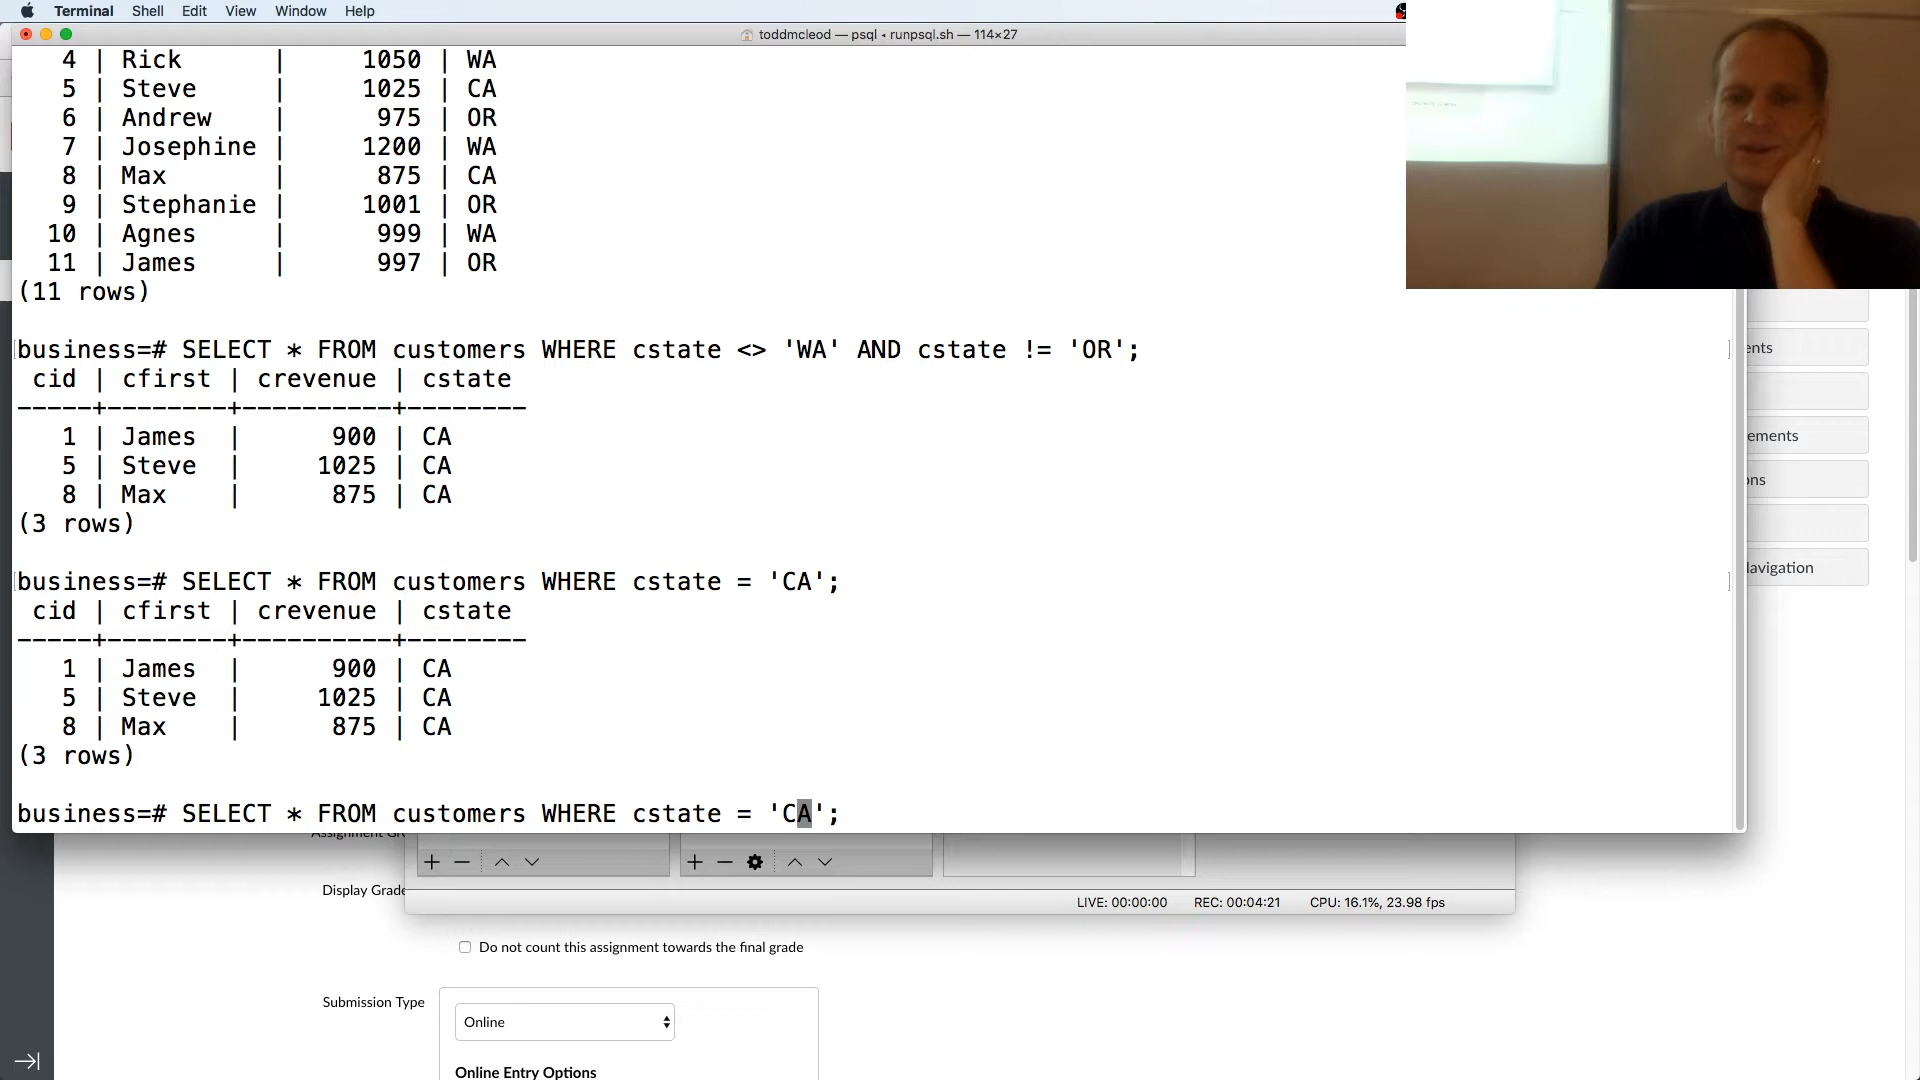 Terminal Shell Edit View Window Help
toddmcleod — psql ◂ runpsql.sh — 114×27
4 | Rick | 1050 | WA
5 | Steve | 1025 | CA
6 | Andrew | 975 | OR
7 | Josephine | 1200 | WA
8 | Max | 875 | CA
9 | Stephanie | 1001 | OR
10 | Agnes | 999 | WA
11 | James | 997 | OR
(11 rows)
business=# SELECT * FROM customers WHERE cstate <> 'WA' AND cstate != 'OR';
cid | cfirst | crevenue | cstate
-----+--------+----------+--------
1 | James | 900 | CA
5 | Steve | 1025 | CA
8 | Max | 875 | CA
(3 rows)
business=# SELECT * FROM customers WHERE cstate = 'CA';
cid | cfirst | crevenue | cstate
-----+--------+----------+--------
1 | James | 900 | CA
5 | Steve | 1025 | CA
8 | Max | 875 | CA
(3 rows)
business=# SELECT * FROM customers WHERE cstate = 'CA';
ents
ements
ons
lavigation
Assignment Gr
Display Grade
LIVE: 00:00:00 REC: 00:04:21 CPU: 16.1%, 23.98 fps
Do not count this assignment towards the final grade
Submission Type
Online
Online Entry Options